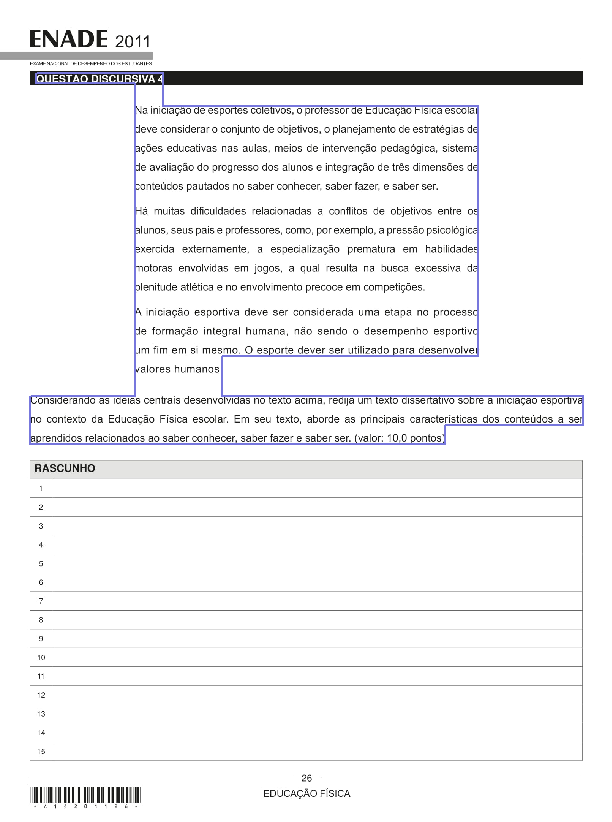 ENADE 2011
EXAME NACIONAL DE DESEMPENHO DOS ESTUDANTES
QUESTÃO DISCURSIVA 4
Na iniciação de esportes coletivos, o professor de Educação Física escolar
deve considerar o conjunto de objetivos, o planejamento de estratégias de
ações educativas nas aulas, meios de intervenção pedagógica, sistema
de avaliação do progresso dos alunos e integração de três dimensões de
conteúdos pautados no saber conhecer, saber fazer, e saber ser.
Há muitas dificuldades relacionadas a conflitos de objetivos entre os
alunos, seus pais e professores, como, por exemplo, a pressão psicológica
exercida externamente, a especialização prematura em habilidades
motoras envolvidas em jogos, a qual resulta na busca excessiva da
plenitude atlética e no envolvimento precoce em competições.
A iniciação esportiva deve ser considerada uma etapa no processo
de formação integral humana, não sendo o desempenho esportivo
um fim em si mesmo. O esporte dever ser utilizado para desenvolver
valores humanos.
Considerando as ideias centrais desenvolvidas no texto acima, redija um texto dissertativo sobre a iniciação esportiva
no contexto da Educação Física escolar. Em seu texto, aborde as principais características dos conteúdos a ser
aprendidos relacionados ao saber conhecer, saber fazer e saber ser. (valor: 10,0 pontos)
RASCUNHO
1
2
3
4
5
6
7
8
9
10
11
12
13
14
15
26
EDUCAÇÃO FÍSICA